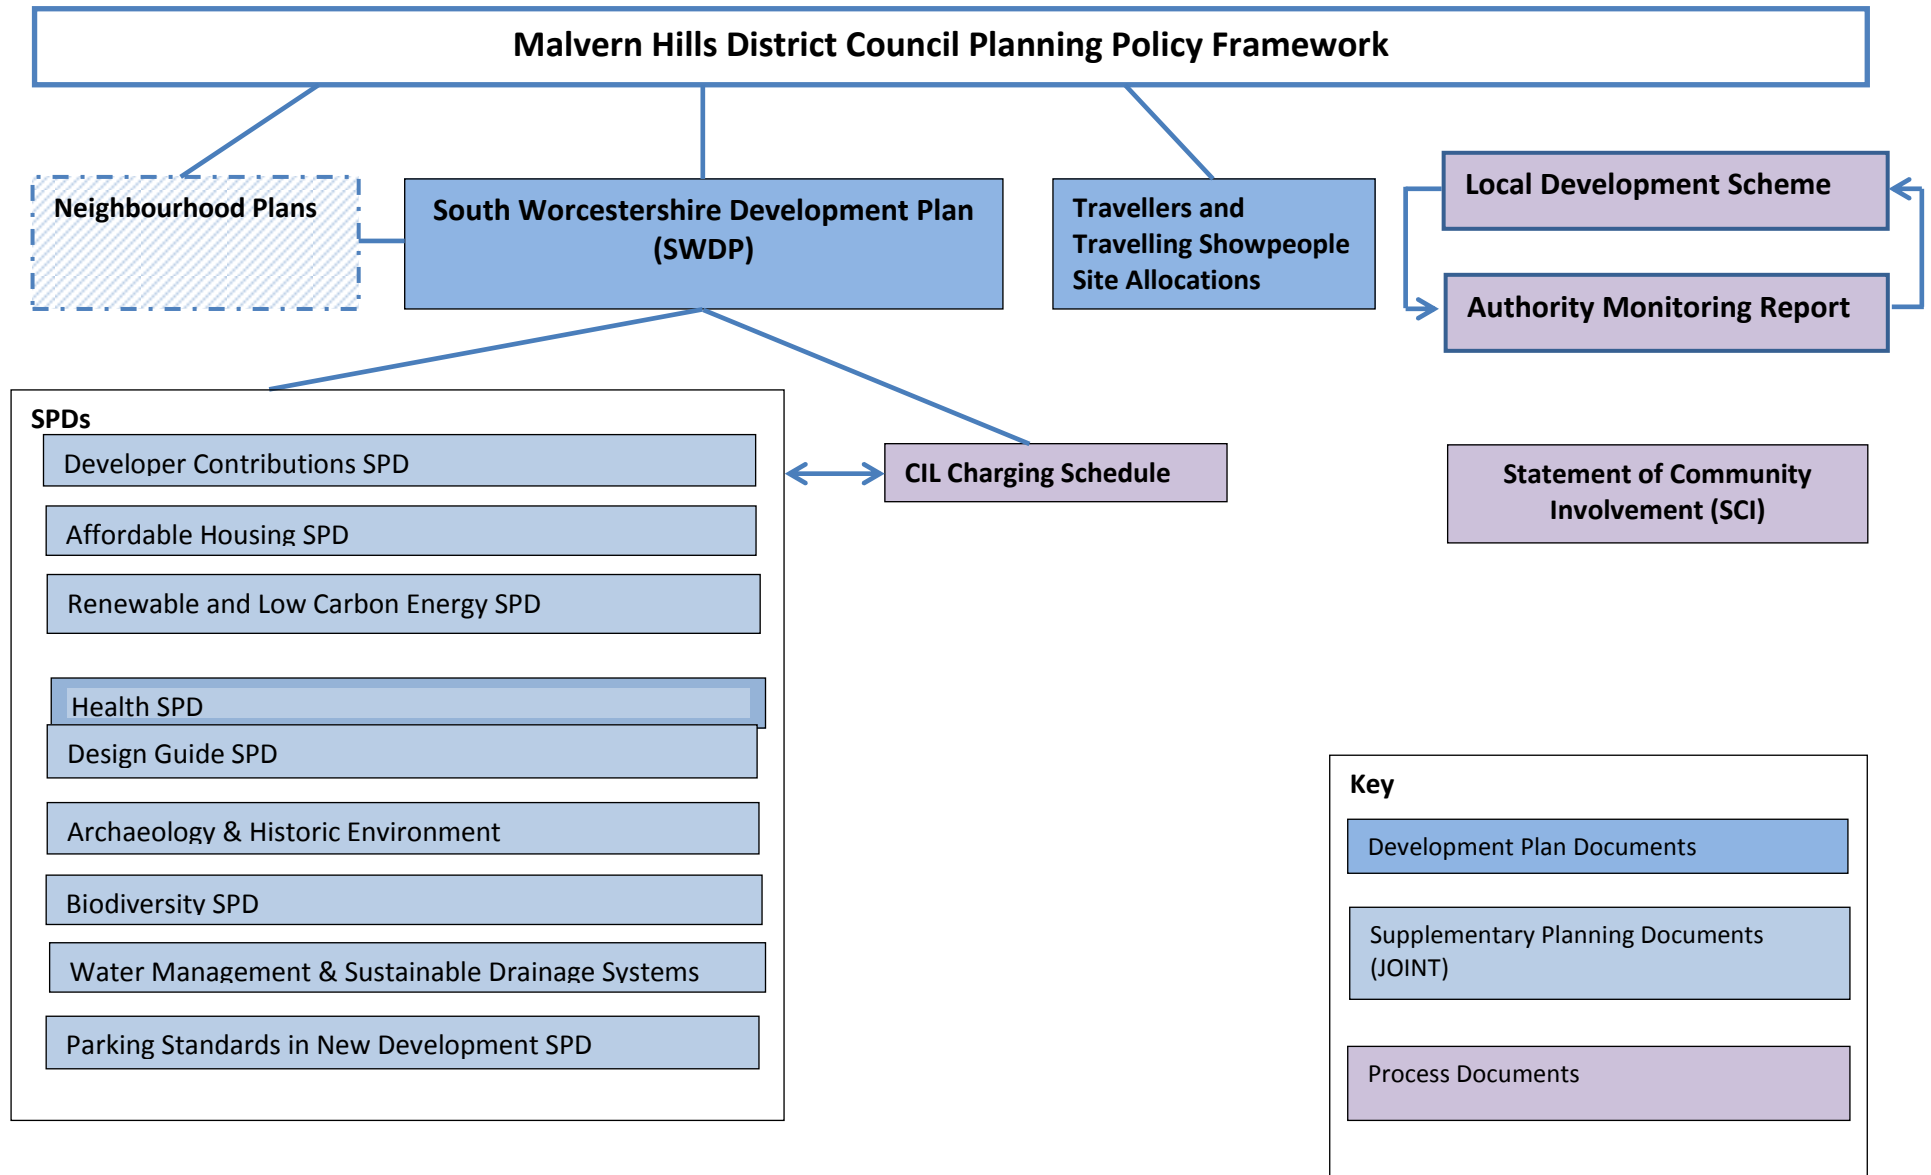 Malvern Hills District Council Planning Policy Framework
Neighbourhood Plans
South Worcestershire Development Plan
(SWDP)
Travellers and
Travelling Showpeople
Site Allocations
Local Development Scheme
Authority Monitoring Report
SPDs
Developer Contributions SPD
Affordable Housing SPD
Renewable and Low Carbon Energy SPD
Health SPD
Design Guide SPD
Archaeology & Historic Environment
Biodiversity SPD
Water Management & Sustainable Drainage Systems
Parking Standards in New Development SPD
CIL Charging Schedule
Statement of Community
Involvement (SCI)
Key
Development Plan Documents
Supplementary Planning Documents
(JOINT)
Process Documents